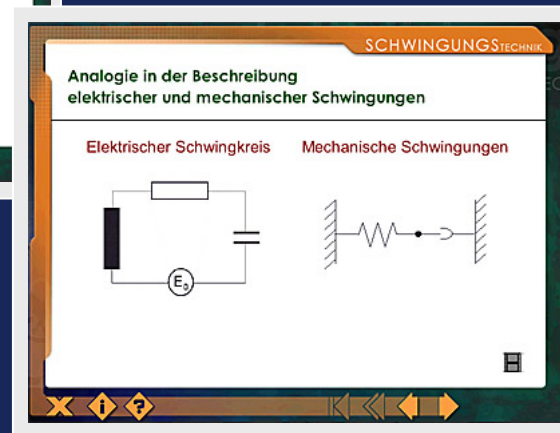 SCHWINGUNGSTECHNIK
Analogie in der Beschreibung
elektrischer und mechanischer Schwingungen
Elektrischer Schwingkreis
Mechanische Schwingungen
E₀